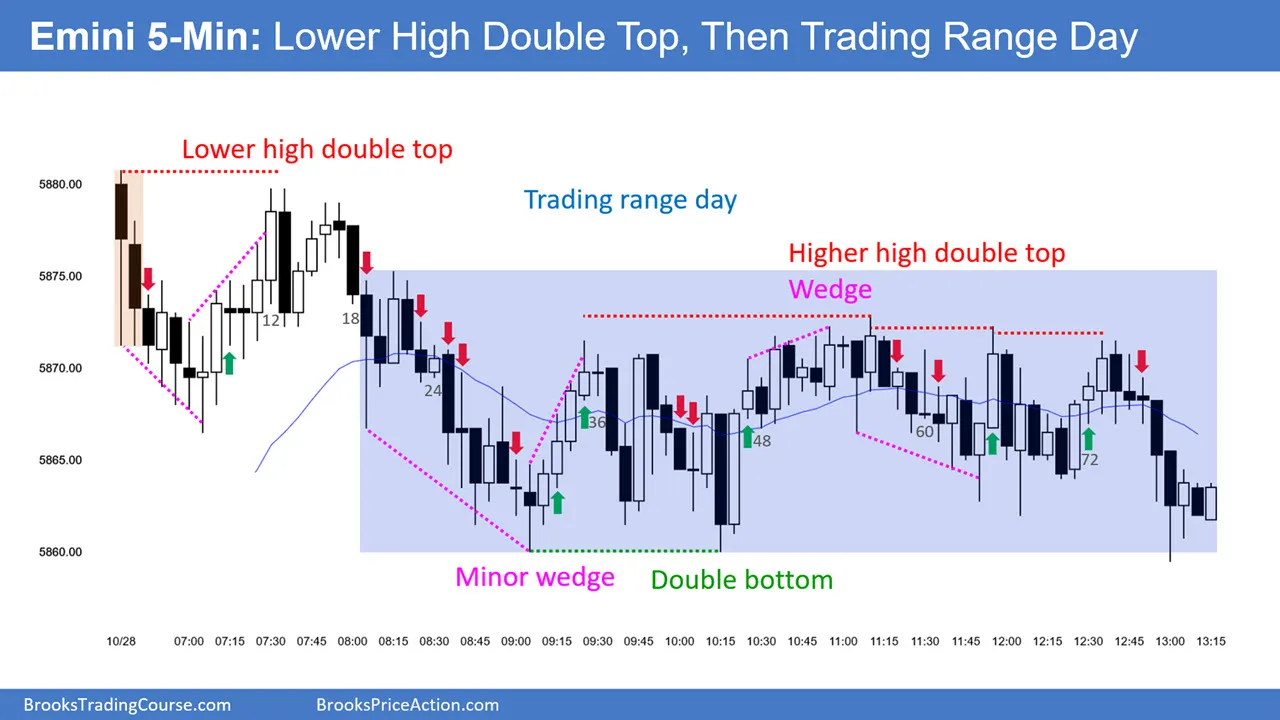 Emini 5-Min: Lower High Double Top, Then Trading Range Day
Lower high double top
Trading range day
Higher high double top
Wedge
5880.00
5875.00
5870.00
5865.00
5860.00
12
18
24
36
48
60
72
Minor wedge
Double bottom
10/28 07:00 07:15 07:30 07:45 08:00 08:15 08:30 08:45 09:00 09:15 09:30 09:45 10:00 10:15 10:30 10:45 11:00 11:15 11:30 11:45 12:00 12:15 12:30 12:45 13:00 13:15
BrooksTradingCourse.com BrooksPriceAction.com